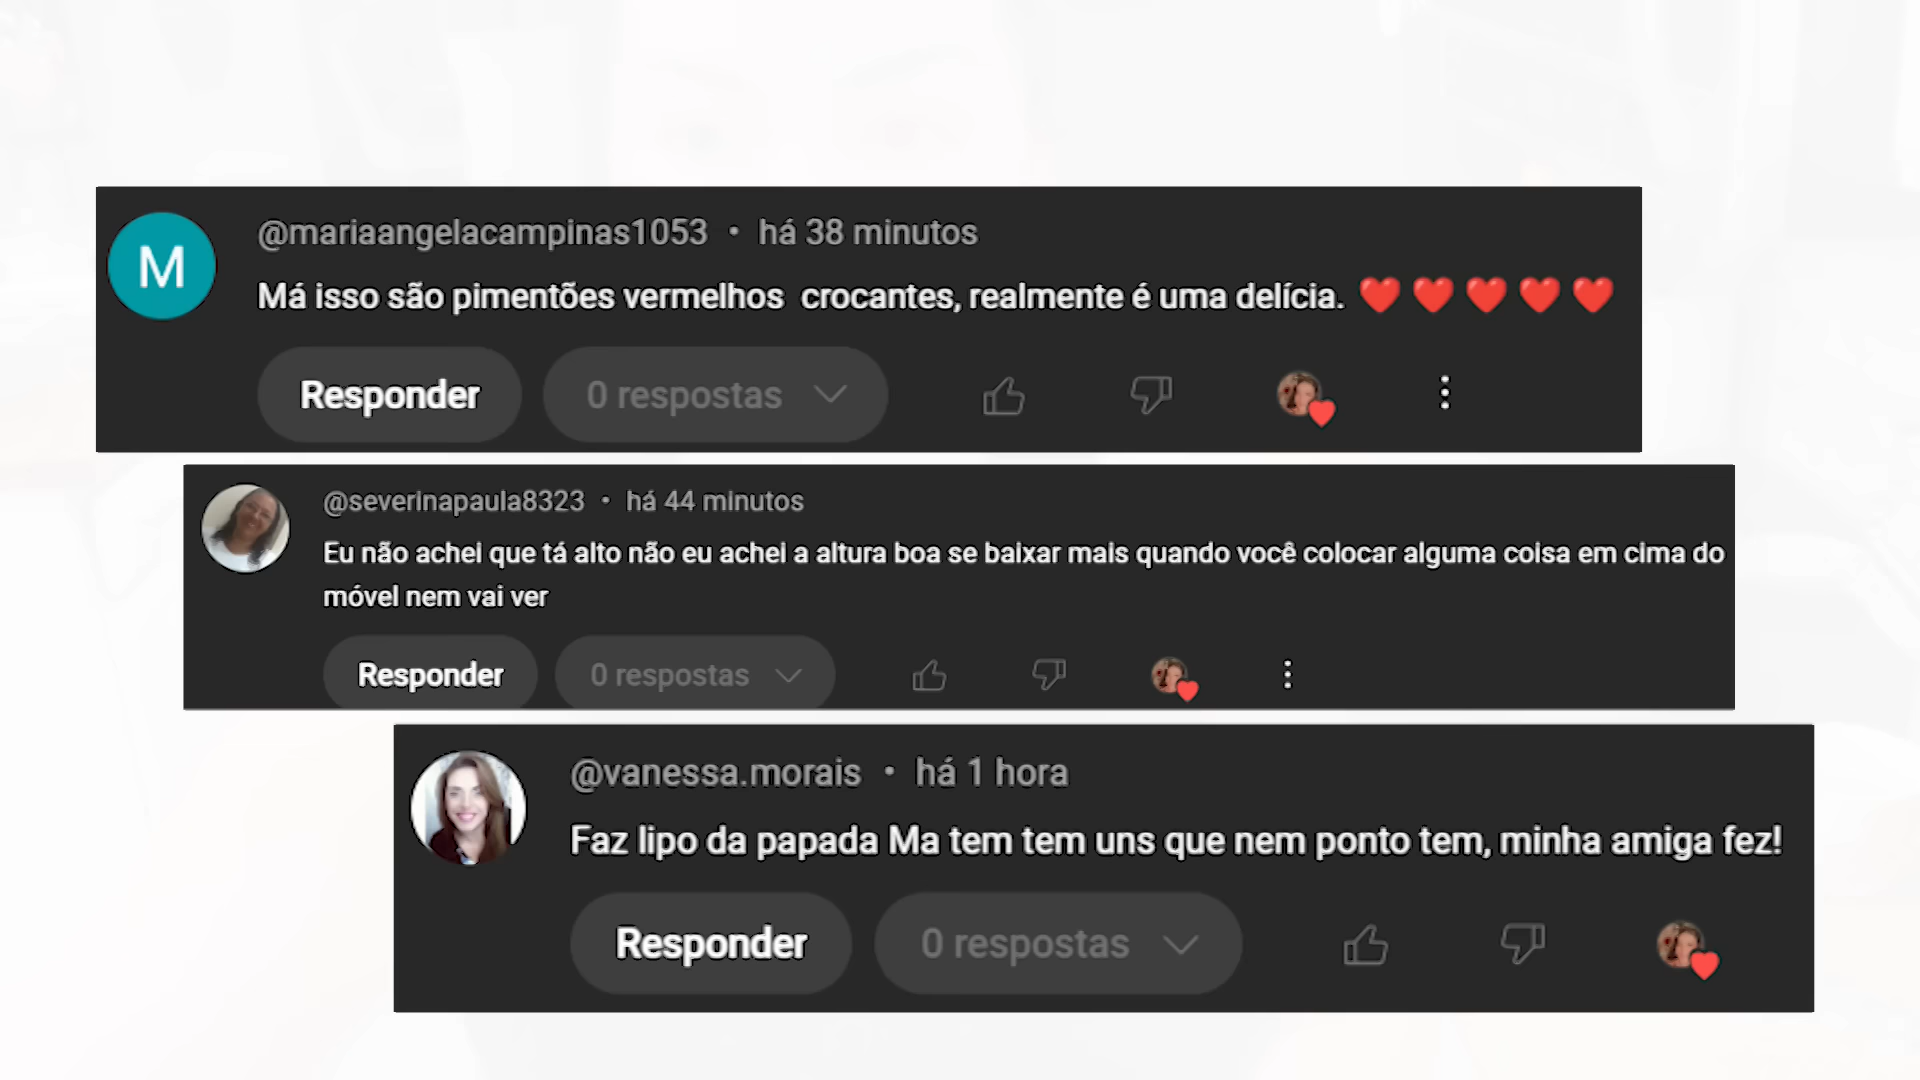 M
@mariaangelacampinas1053 • há 38 minutos
Má isso são pimentões vermelhos crocantes, realmente é uma delícia. ❤️❤️❤️❤️❤️
Responder 0 respostas
@severinapaula8323 • há 44 minutos
Eu não achei que tá alto não eu achei a altura boa se baixar mais quando você colocar alguma coisa em cima do
móvel nem vai ver
Responder 0 respostas
@vanessa.morais • há 1 hora
Faz lipo da papada Ma tem tem uns que nem ponto tem, minha amiga fez!
Responder 0 respostas